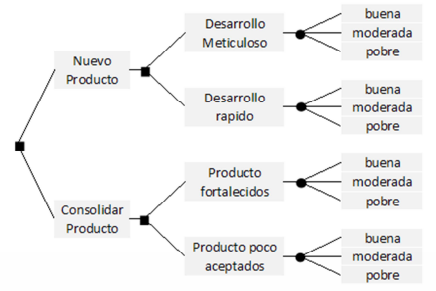 Nuevo
Producto
Desarrollo
Meticuloso
buena
moderada
pobre
Desarrollo
rapido
buena
moderada
pobre
Consolidar
Producto
Producto
fortalecidos
buena
moderada
pobre
Producto poco
aceptados
buena
moderada
pobre